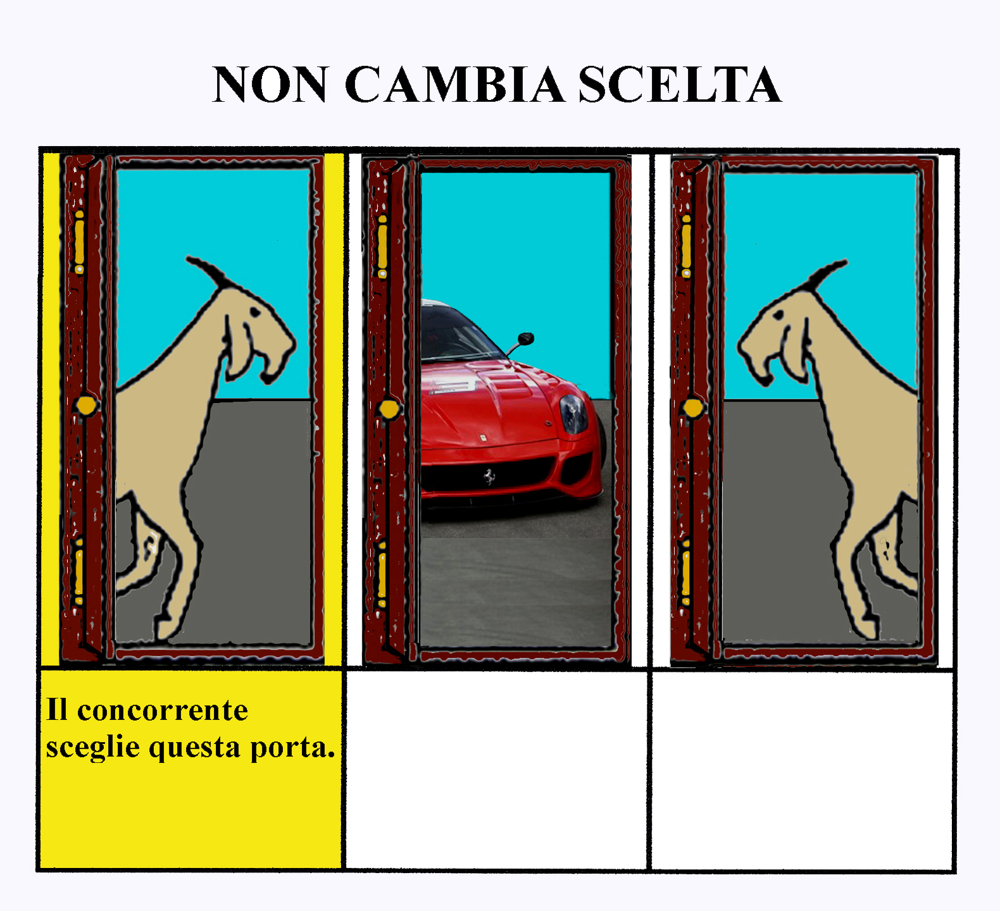 NON CAMBIA SCELTA
Il concorrente
sceglie questa porta.